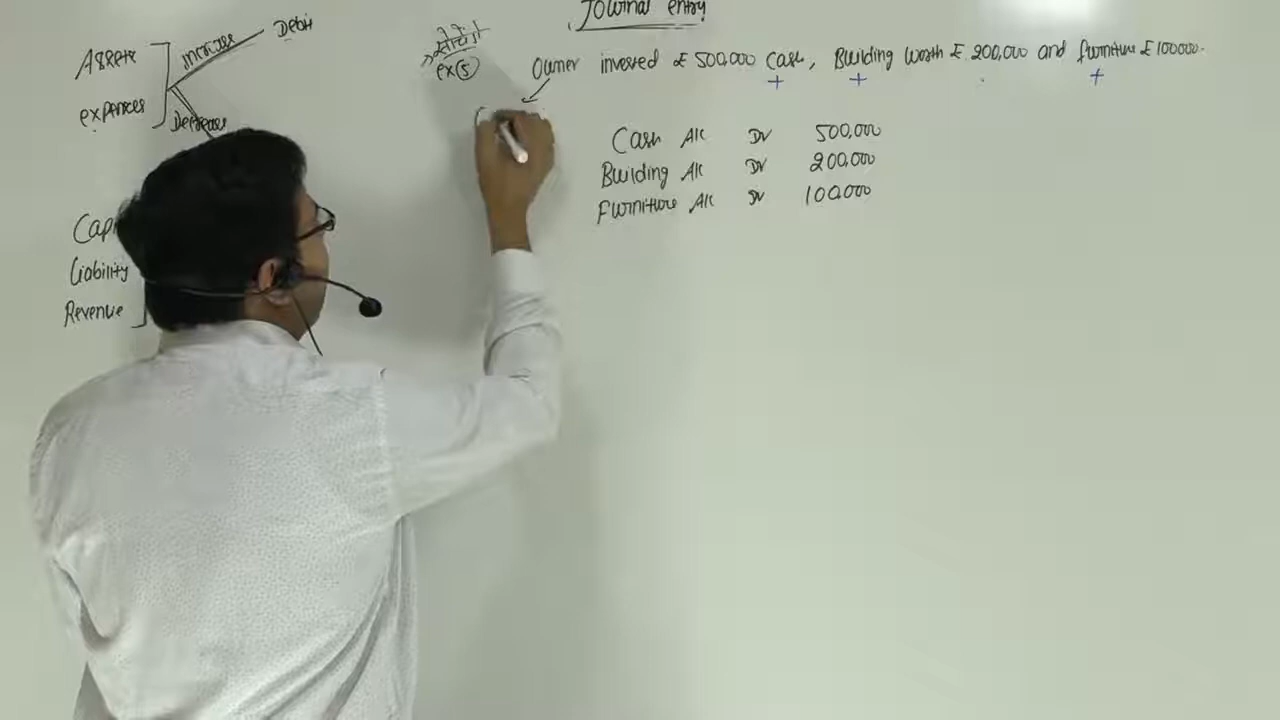 Journal entry
Assets
expences
increase
Debit
Decrease
Capi
Liability
Revenue
ex(5)
Owner invested £ 500,000 Cash, Building worth £ 200,000 and furniture £ 100000.
+ + +
Cash A/c Dr 500,000
Building A/c Dr 200,000
Furniture A/c Dr 100,000